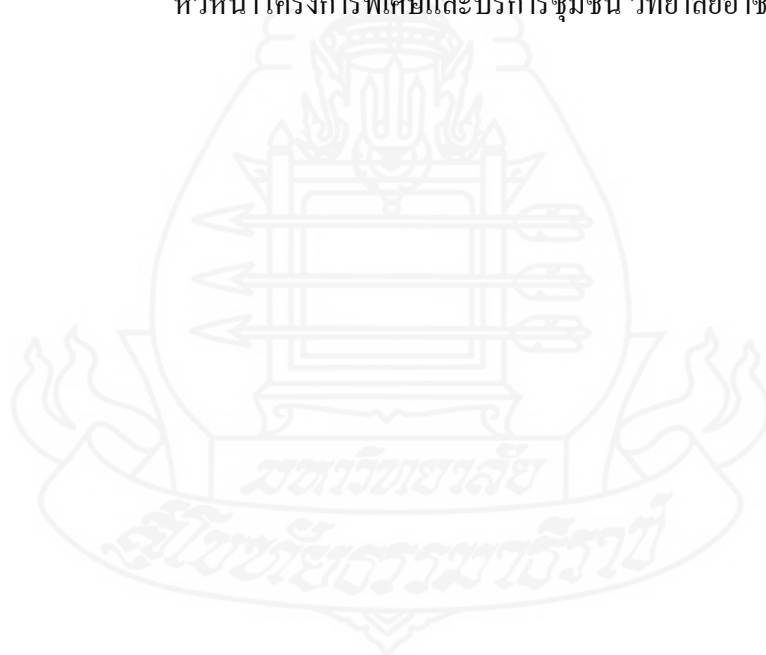 หัวหน้าโครงการพิเศษและบริการชุมชน วิทยาลัยอาช
มหาวิทยาลัย
สุโขทัยธรรมาธิราช